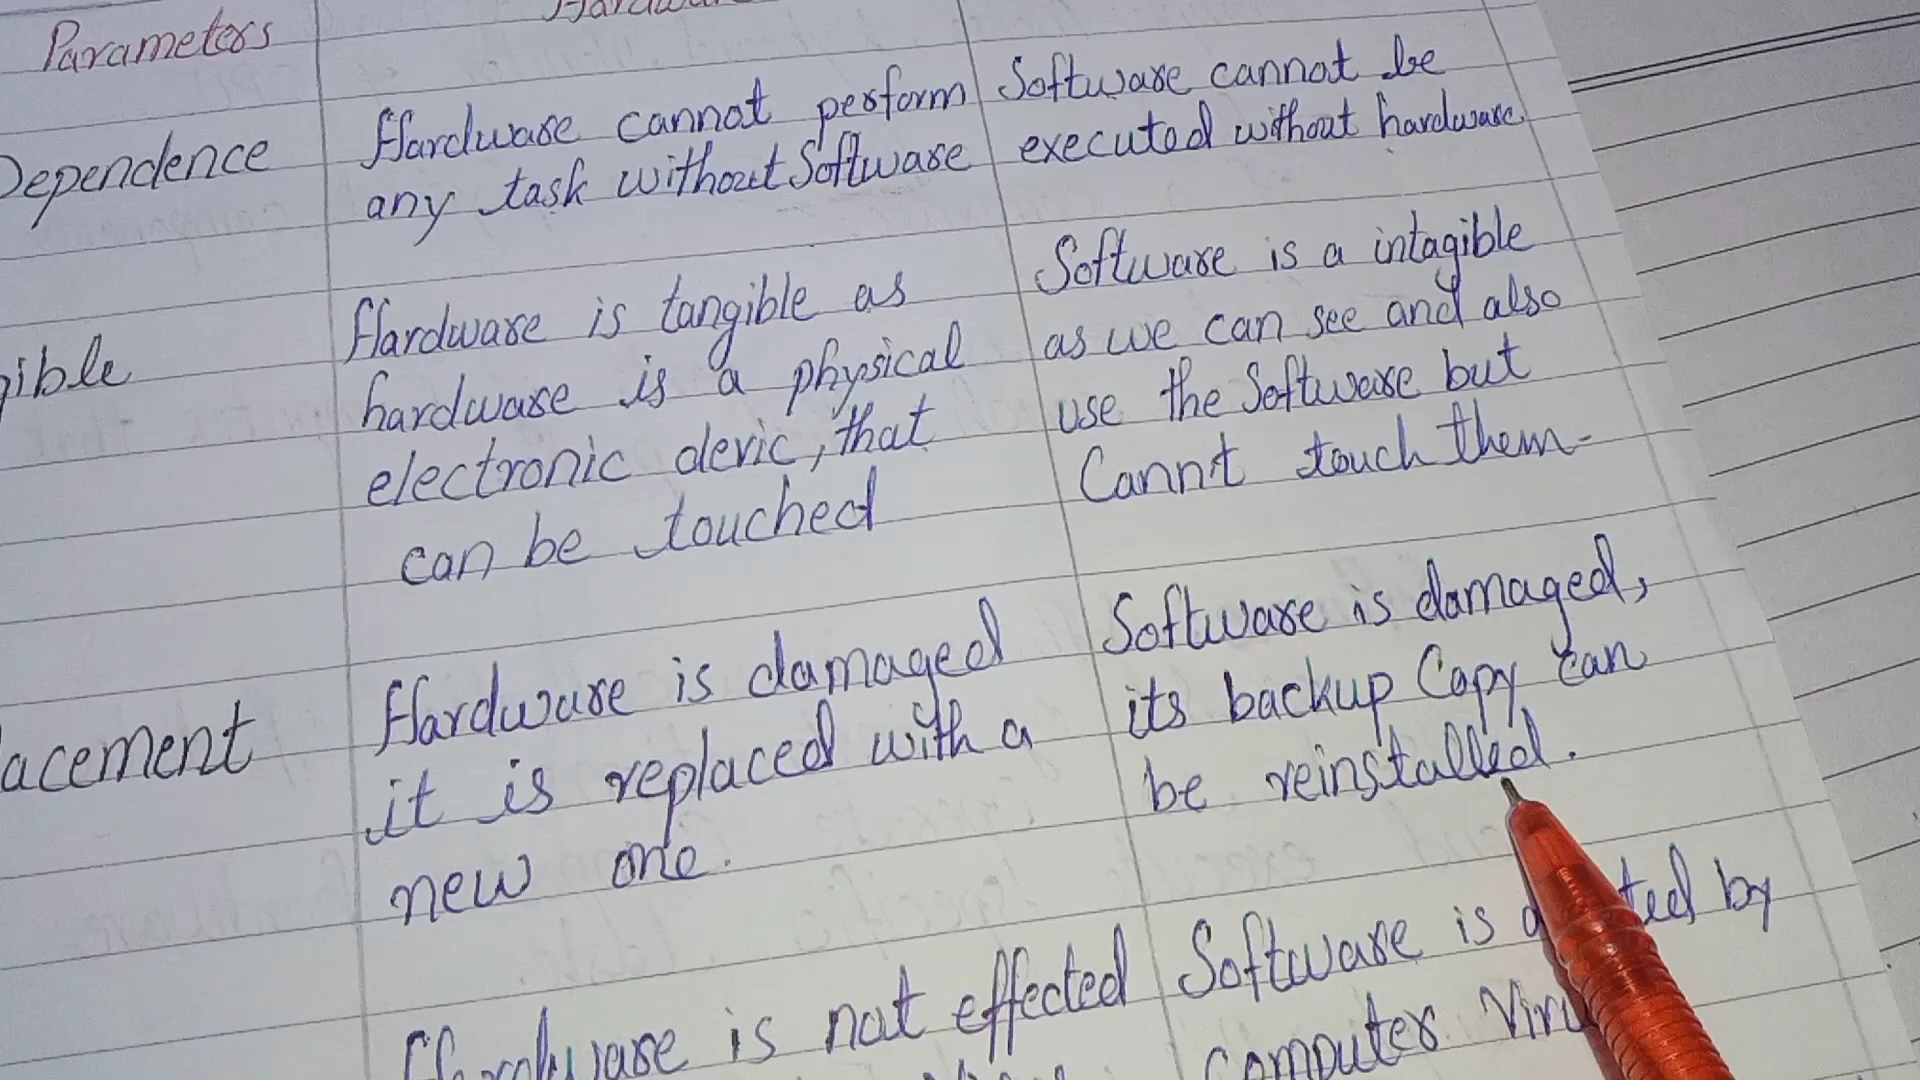 Parameters
Dependence
Hardware cannot perform
any task without Software
Software cannot be
executed without hardware.
gible
Hardware is tangible as
hardware is a physical
electronic devic, that
can be touched
Software is a intagible
as we can see and also
use the Software but
Cann't touch them-
acement
Hardware is damaged
it is replaced with a
new one.
Software is damaged,
its backup Copy can
be reinstalled.
Hardware is not effected
Software is by
Computer